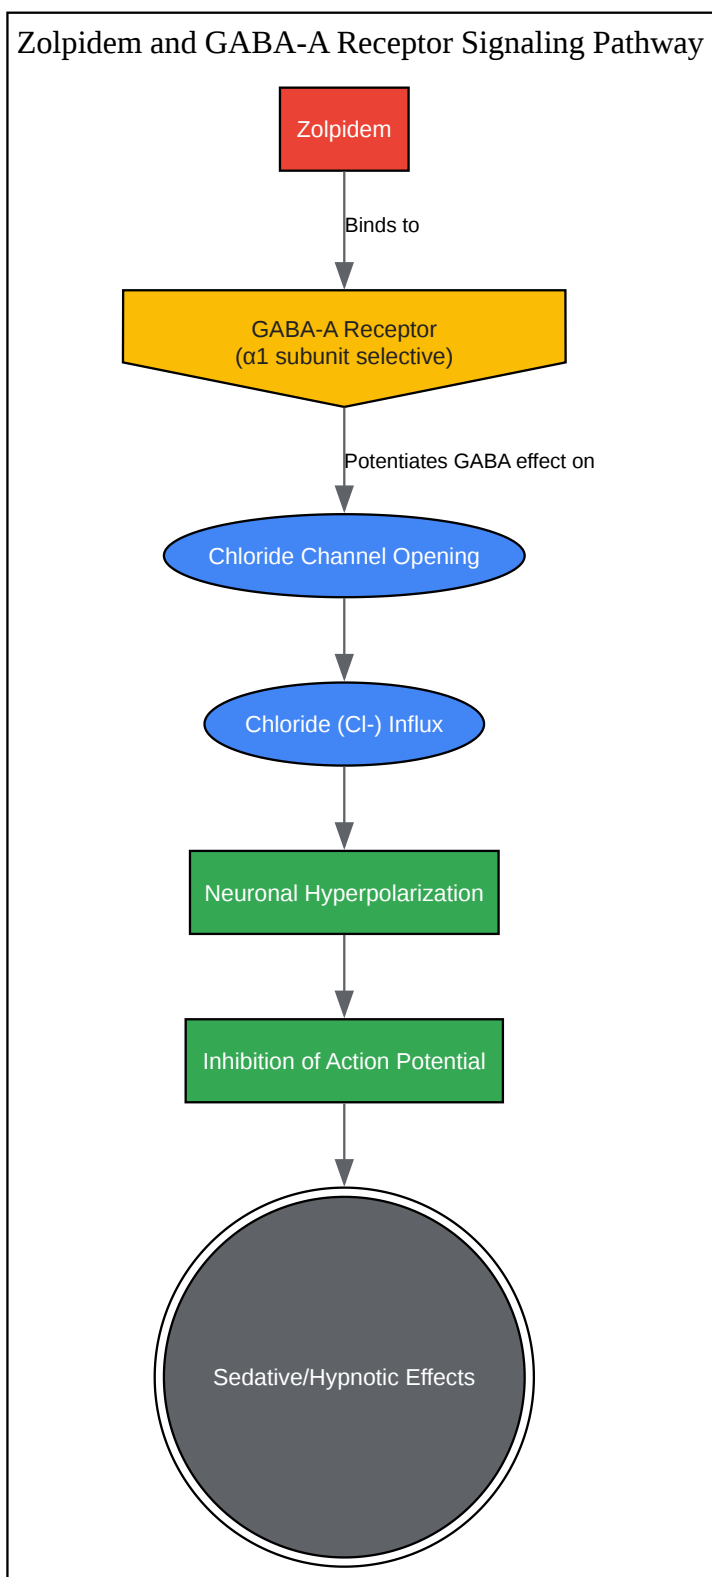 Zolpidem and GABA-A Receptor Signaling Pathway
Zolpidem
Binds to
GABA-A Receptor
(α1 subunit selective)
Potentiates GABA effect on
Chloride Channel Opening
Chloride (Cl-) Influx
Neuronal Hyperpolarization
Inhibition of Action Potential
Sedative/Hypnotic Effects